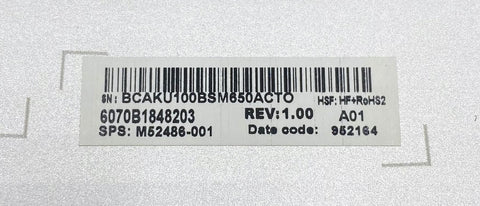 SN: BCAKU100BSM650ACTO HSF: HF+RoHS2
6070B1848203 REV:1.00 A01
SPS: M52486-001 Date code: 952164